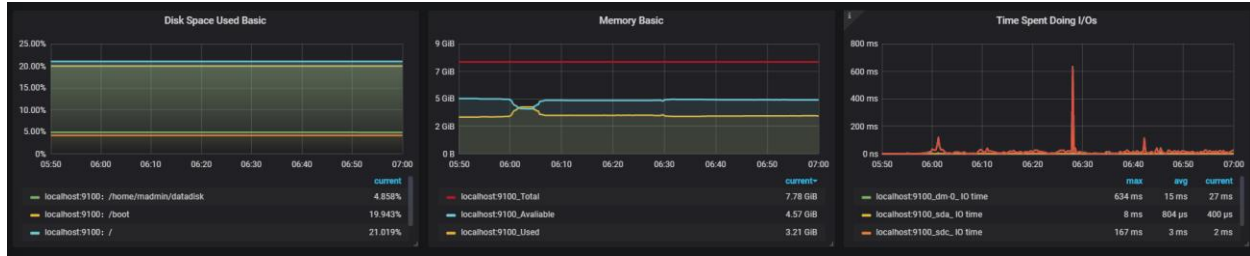 Disk Space Used Basic
25.00%
20.00%
15.00%
10.00%
5.00%
0%
05:50 06:00 06:10 06:20 06:30 06:40 06:50 07:00
current
localhost:9100: /home/madmin/datadisk 4.858%
localhost:9100: /boot 19.943%
localhost:9100: / 21.019%
Memory Basic
9 GiB
7 GiB
5 GiB
2 GiB
0 B
05:50 06:00 06:10 06:20 06:30 06:40 06:50 07:00
current
localhost:9100_Total 7.78 GiB
localhost:9100_Avaliable 4.57 GiB
localhost:9100_Used 3.21 GiB
i
Time Spent Doing I/Os
800 ms
600 ms
400 ms
200 ms
0 ns
05:50 06:00 06:10 06:20 06:30 06:40 06:50 07:00
max avg current
localhost:9100_dm-0_ IO time 634 ms 15 ms 27 ms
localhost:9100_sda_ IO time 8 ms 804 µs 400 µs
localhost:9100_sdc_ IO time 167 ms 3 ms 2 ms